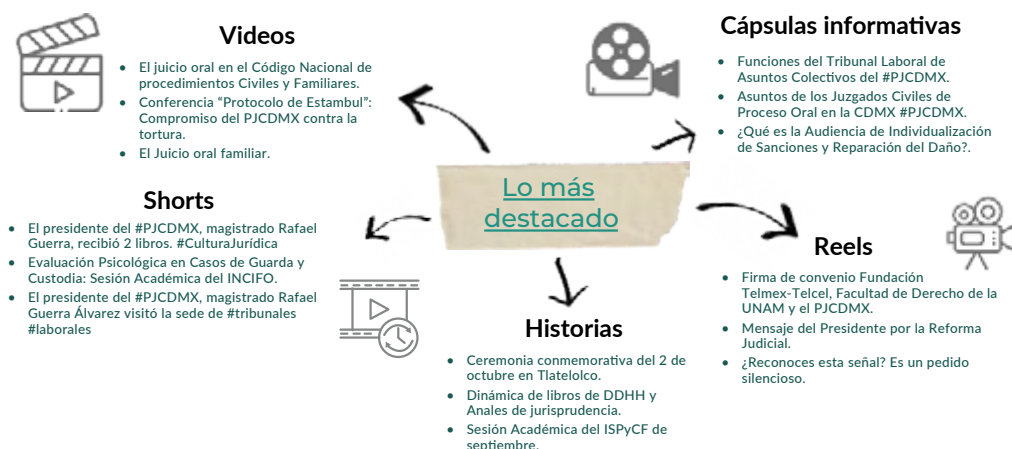 Videos
• El juicio oral en el Código Nacional de
procedimientos Civiles y Familiares.
• Conferencia “Protocolo de Estambul”:
Compromiso del PJCDMX contra la
tortura.
• El Juicio oral familiar.
Cápsulas informativas
• Funciones del Tribunal Laboral de
Asuntos Colectivos del #PJCDMX.
• Asuntos de los Juzgados Civiles de
Proceso Oral en la CDMX #PJCDMX.
• ¿Qué es la Audiencia de Individualización
de Sanciones y Reparación del Daño?.
Lo más
destacado
Shorts
• El presidente del #PJCDMX, magistrado Rafael
Guerra, recibió 2 libros. #CulturaJurídica
• Evaluación Psicológica en Casos de Guarda y
Custodia: Sesión Académica del INCIFO.
• El presidente del #PJCDMX, magistrado Rafael
Guerra Álvarez visitó la sede de #tribunales
#laborales
Reels
• Firma de convenio Fundación
Telmex-Telcel, Facultad de Derecho de la
UNAM y el PJCDMX.
• Mensaje del Presidente por la Reforma
Judicial.
• ¿Reconoces esta señal? Es un pedido
silencioso.
Historias
• Ceremonia conmemorativa del 2 de
octubre en Tlatelolco.
• Dinámica de libros de DDHH y
Anales de jurisprudencia.
• Sesión Académica del ISPyCF de
septiembre.